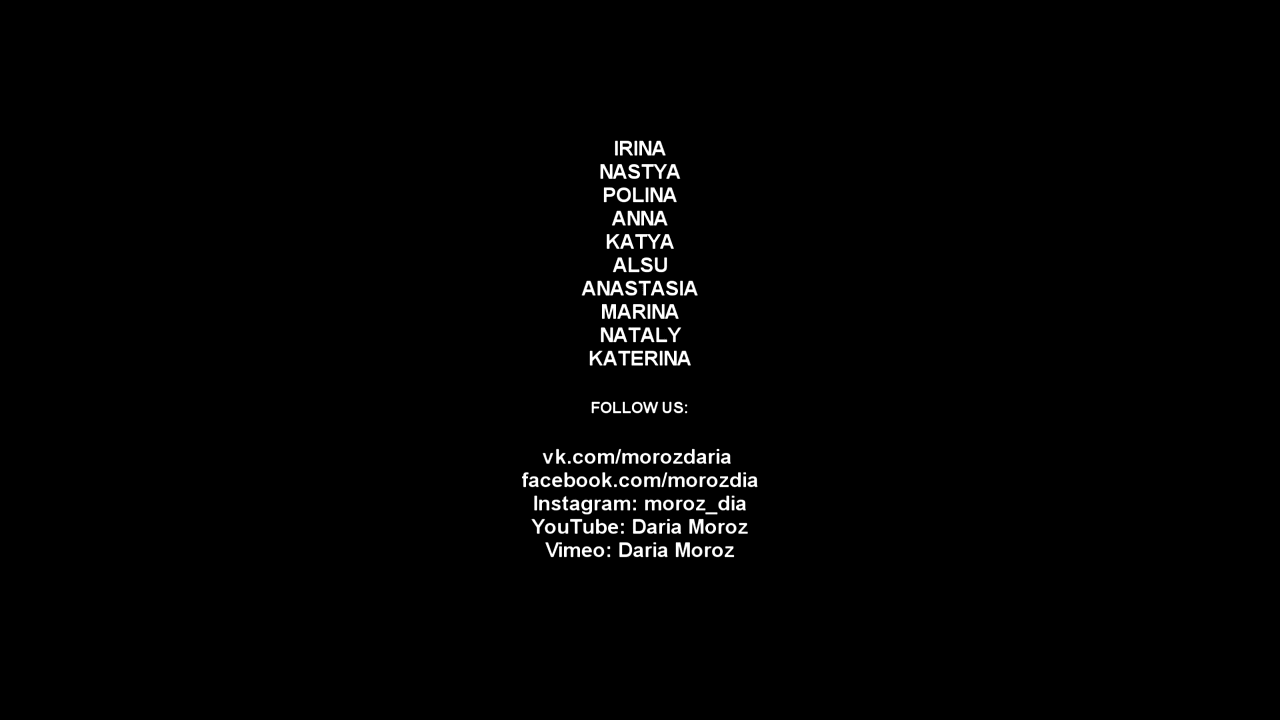 IRINA
NASTYA
POLINA
ANNA
KATYA
ALSU
ANASTASIA
MARINA
NATALY
KATERINA
FOLLOW US:
vk.com/morozdaria
facebook.com/morozdia
Instagram: moroz_dia
YouTube: Daria Moroz
Vimeo: Daria Moroz